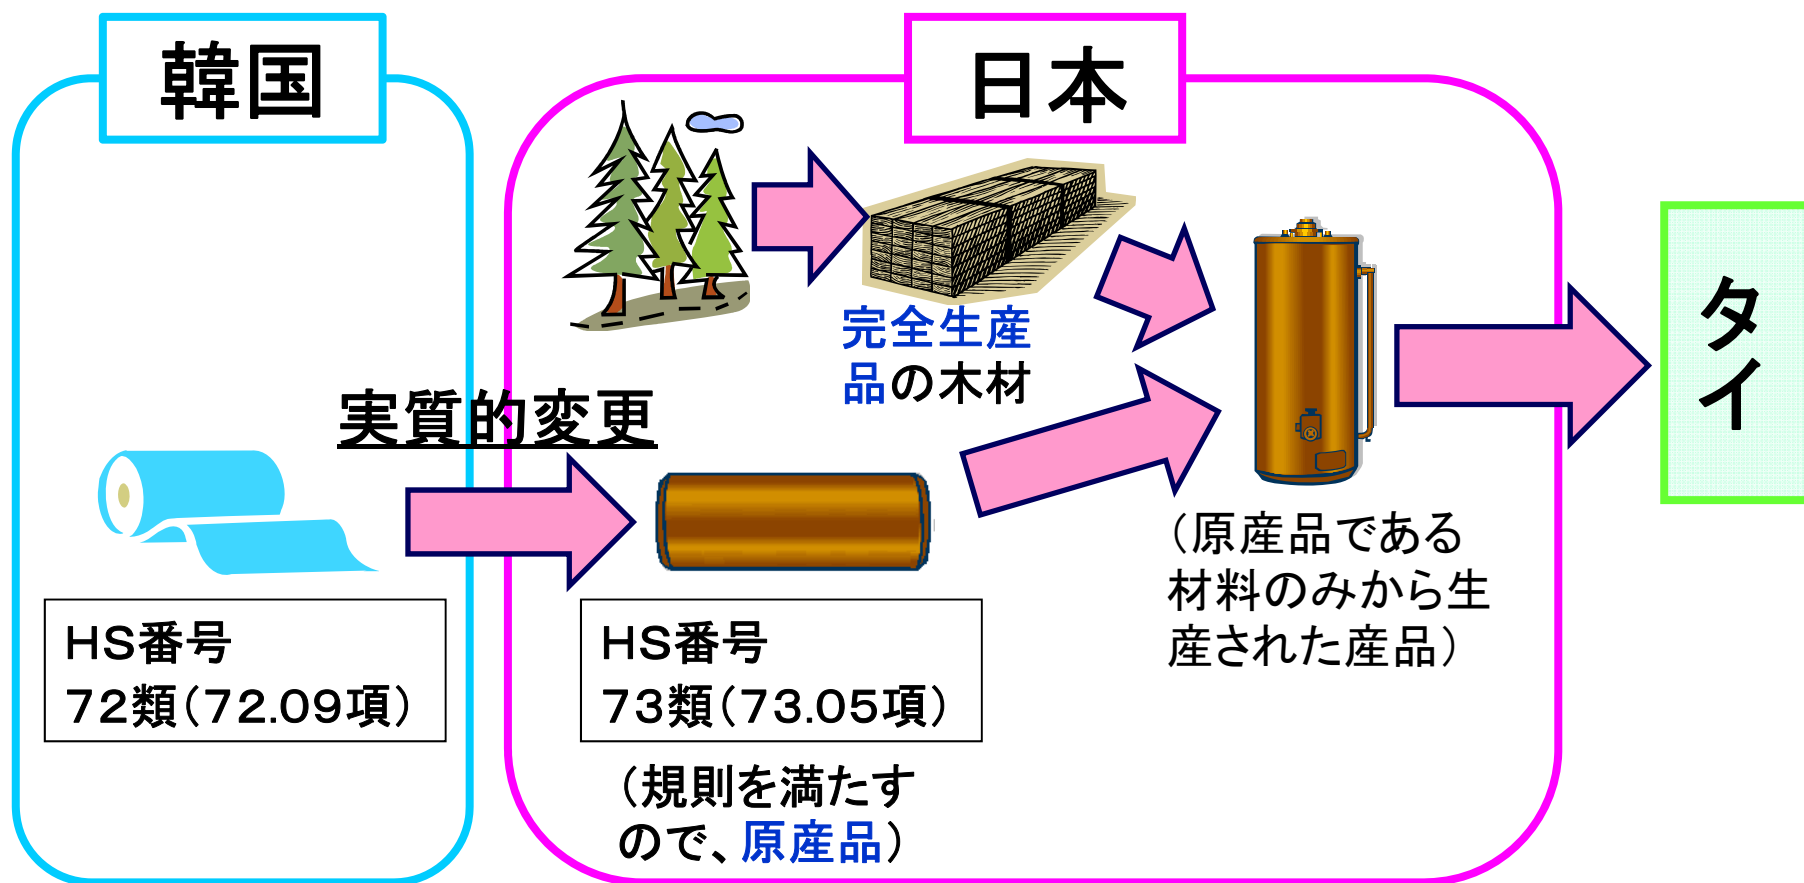 韓国
日本
完全生産
品の木材
実質的変更
タイ
HS番号
72類(72.09項)
HS番号
73類(73.05項)
(規則を満たす
ので、原産品)
(原産品である
材料のみから生
産された産品)